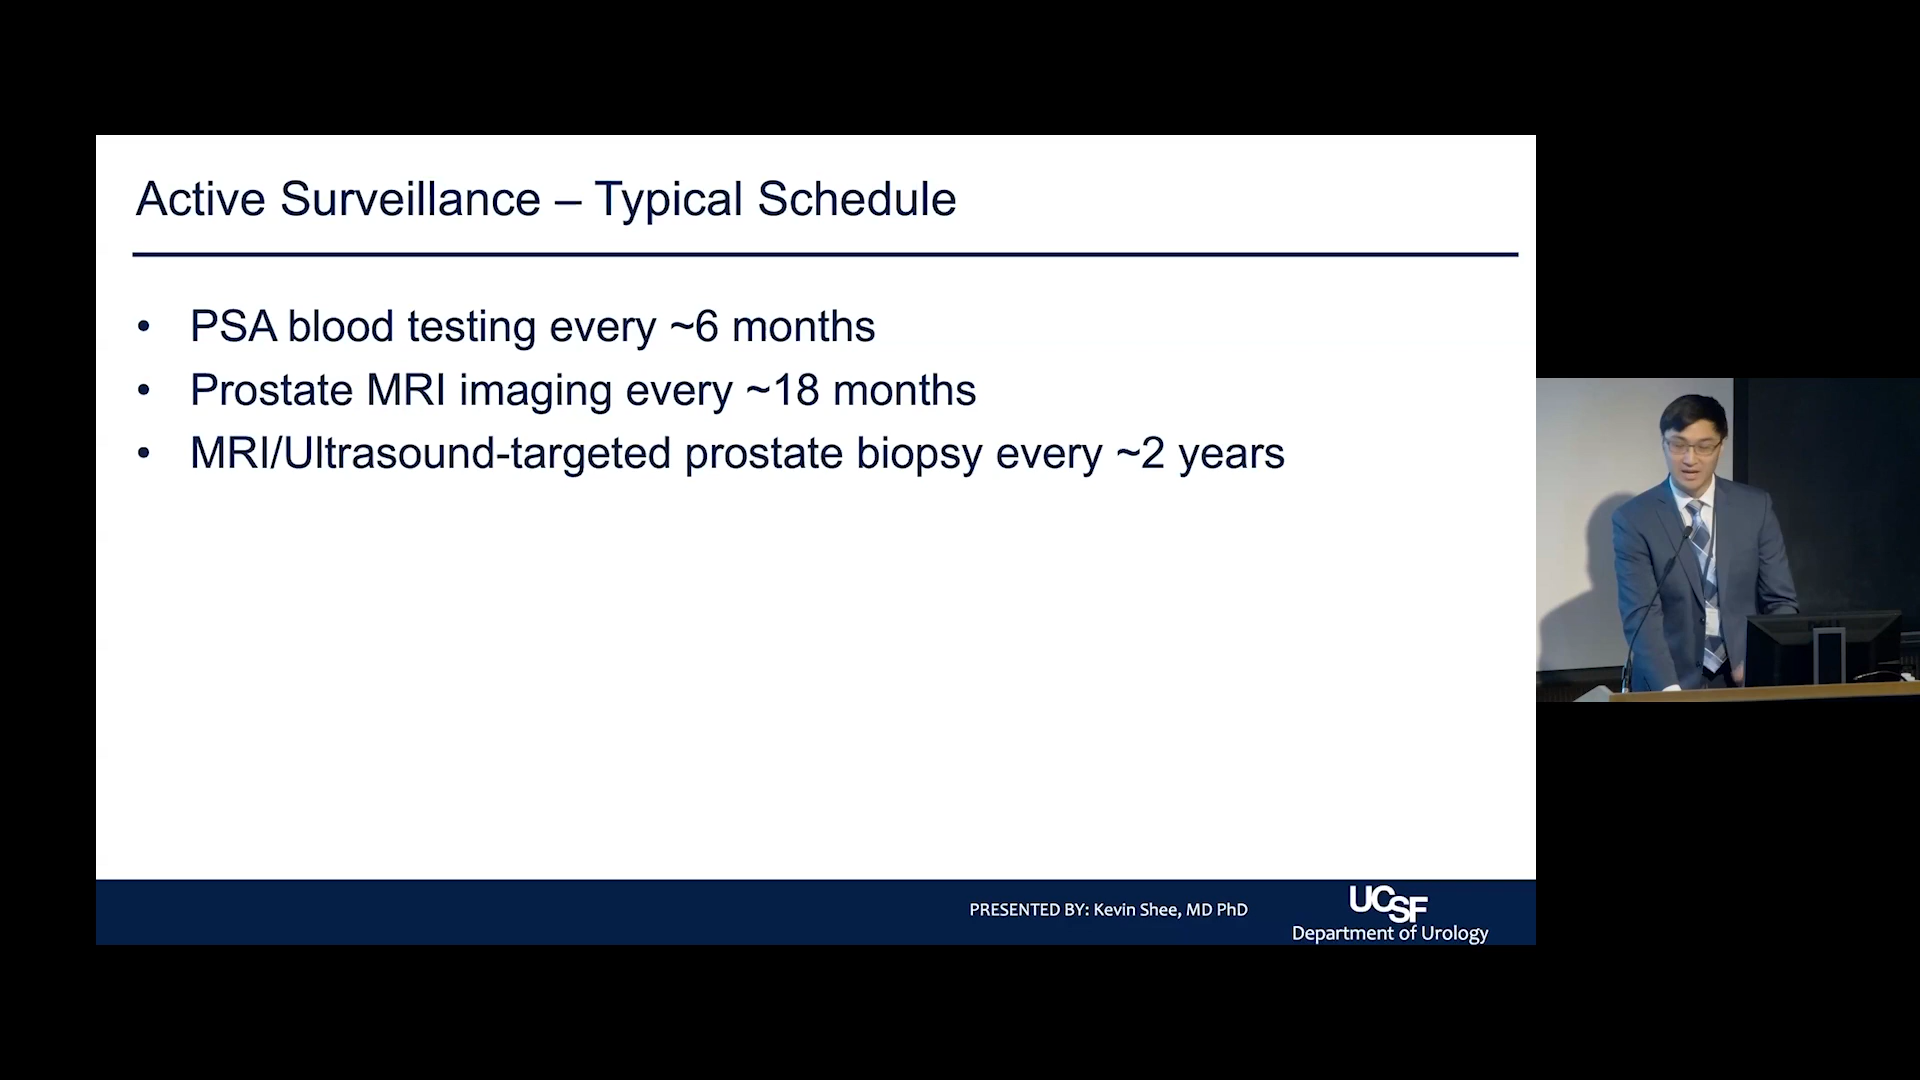 Active Surveillance – Typical Schedule
• PSA blood testing every ~6 months
• Prostate MRI imaging every ~18 months
• MRI/Ultrasound-targeted prostate biopsy every ~2 years
PRESENTED BY: Kevin Shee, MD PhD
UCSF
Department of Urology